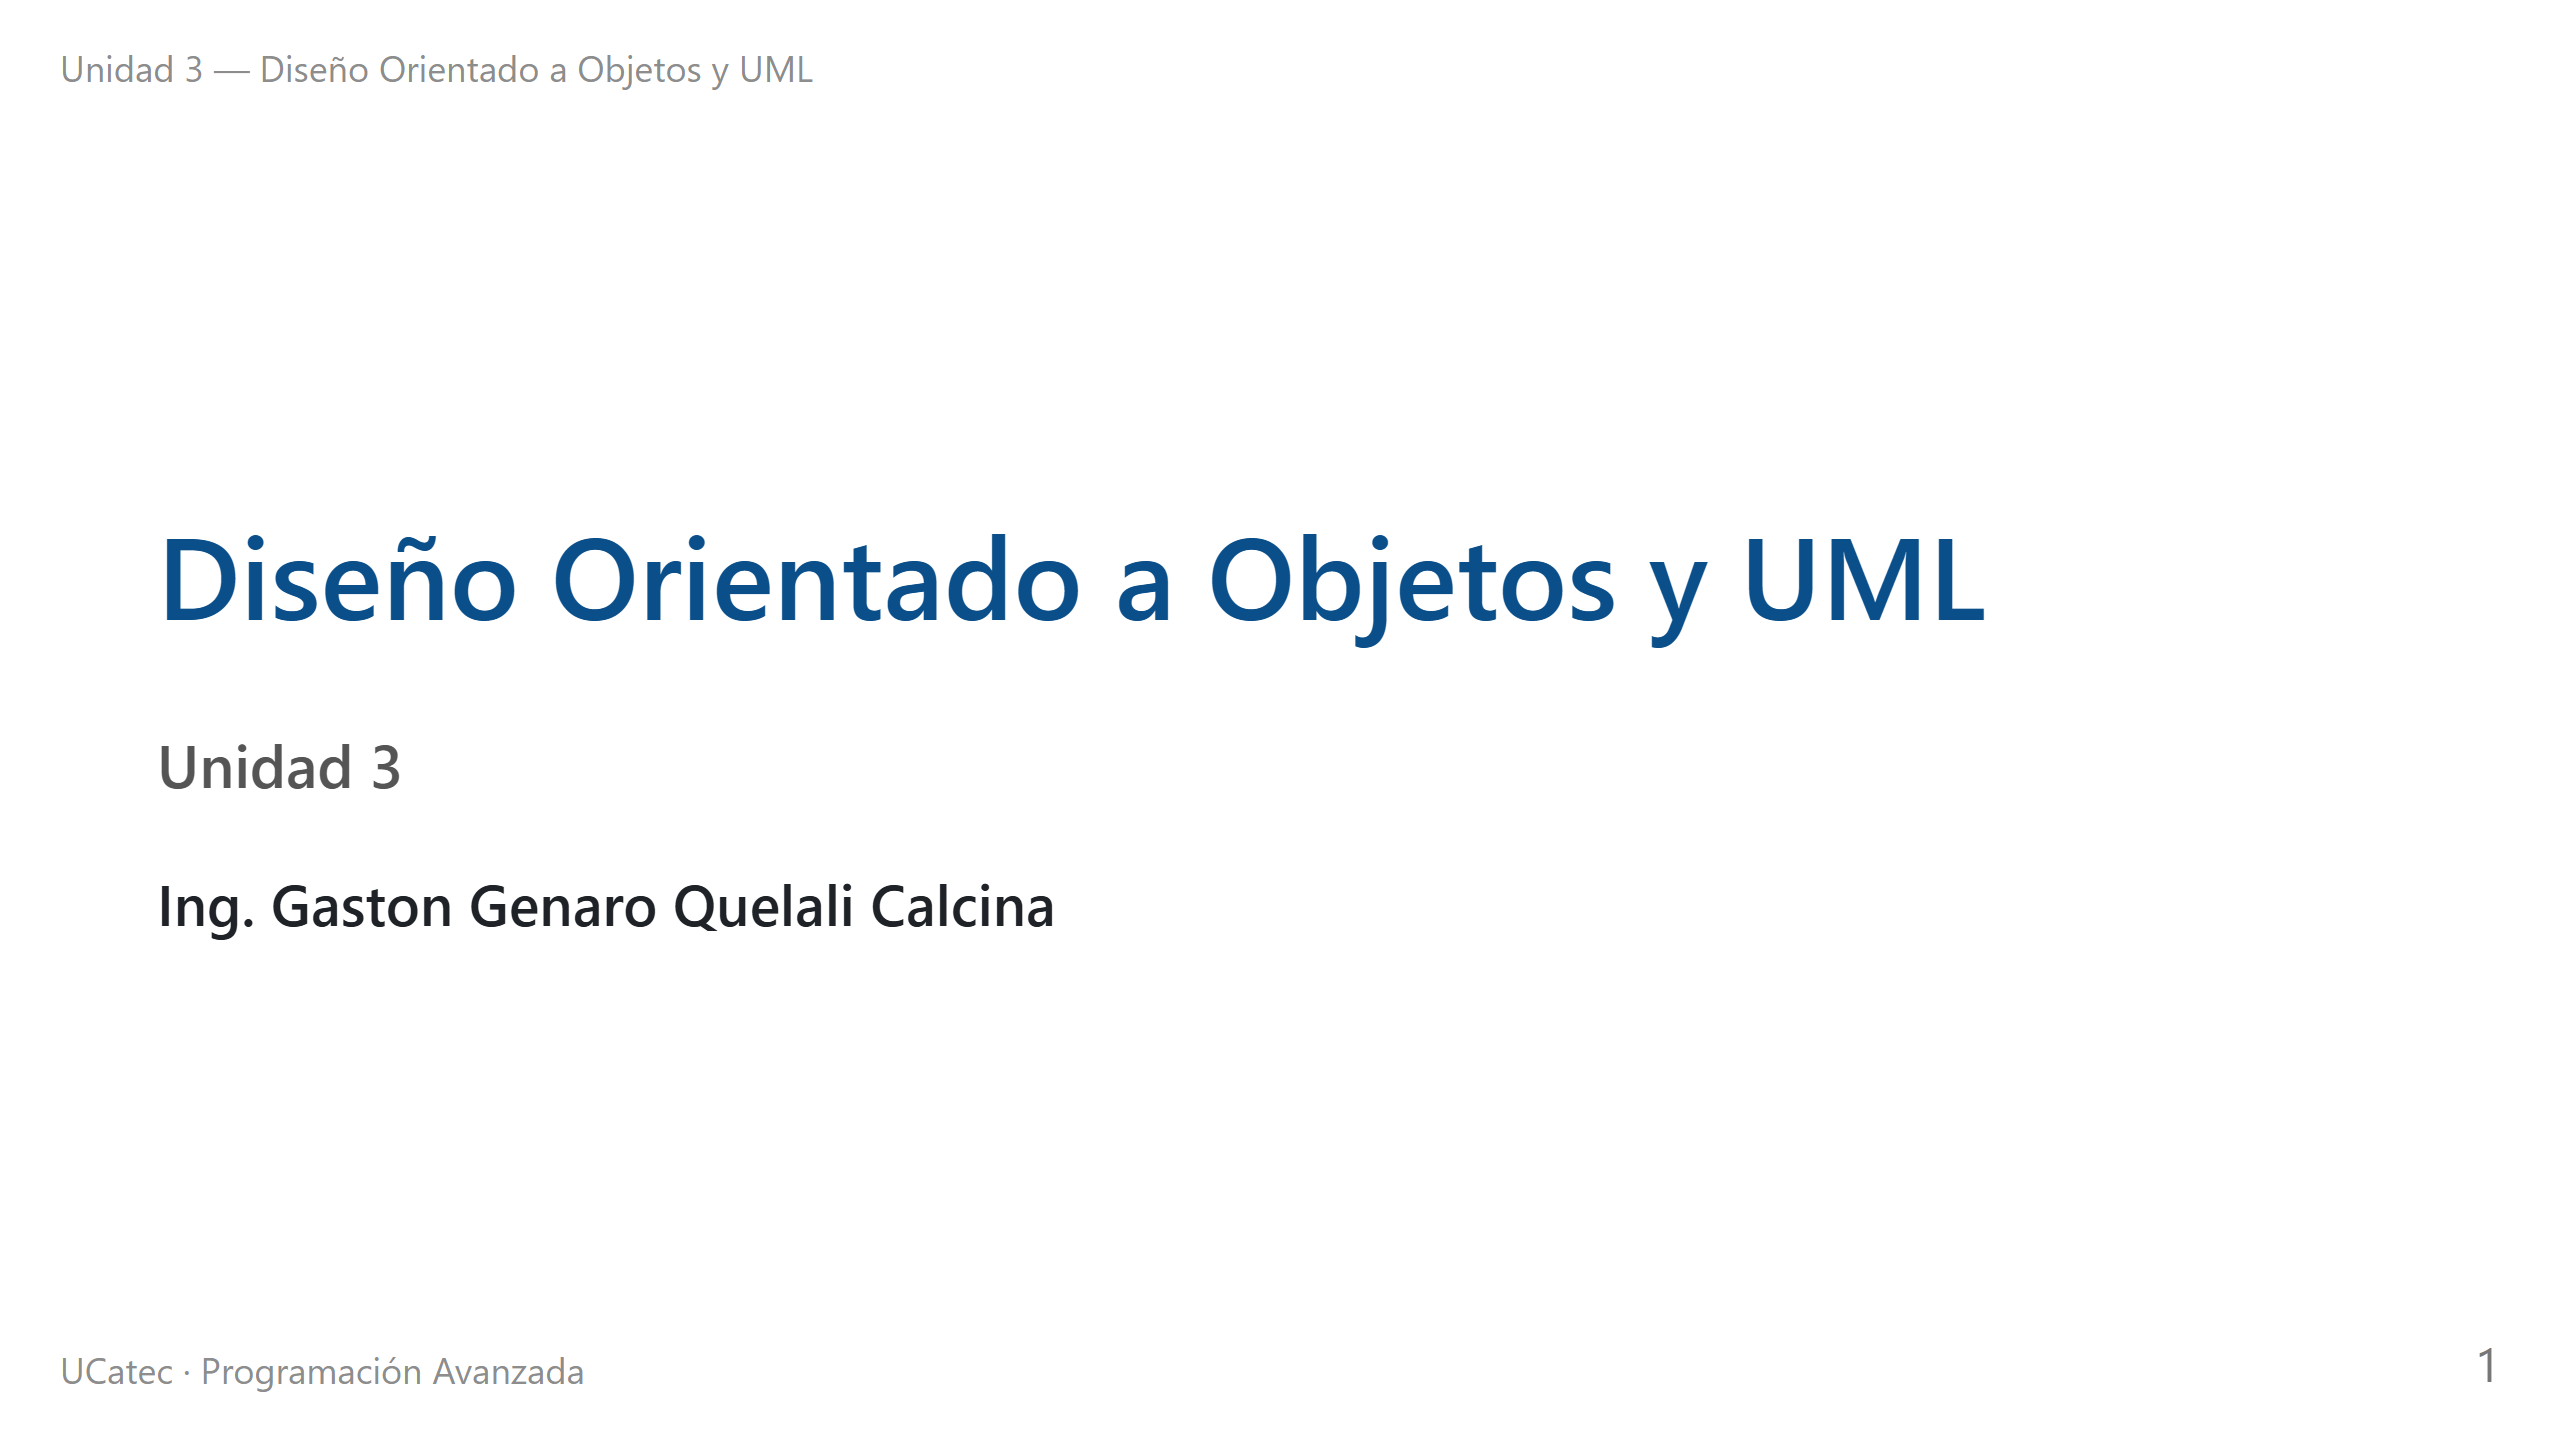 Unidad 3 — Diseño Orientado a Objetos y UML
Diseño Orientado a Objetos y UML
Unidad 3
Ing. Gaston Genaro Quelali Calcina
UCatec · Programación Avanzada
1